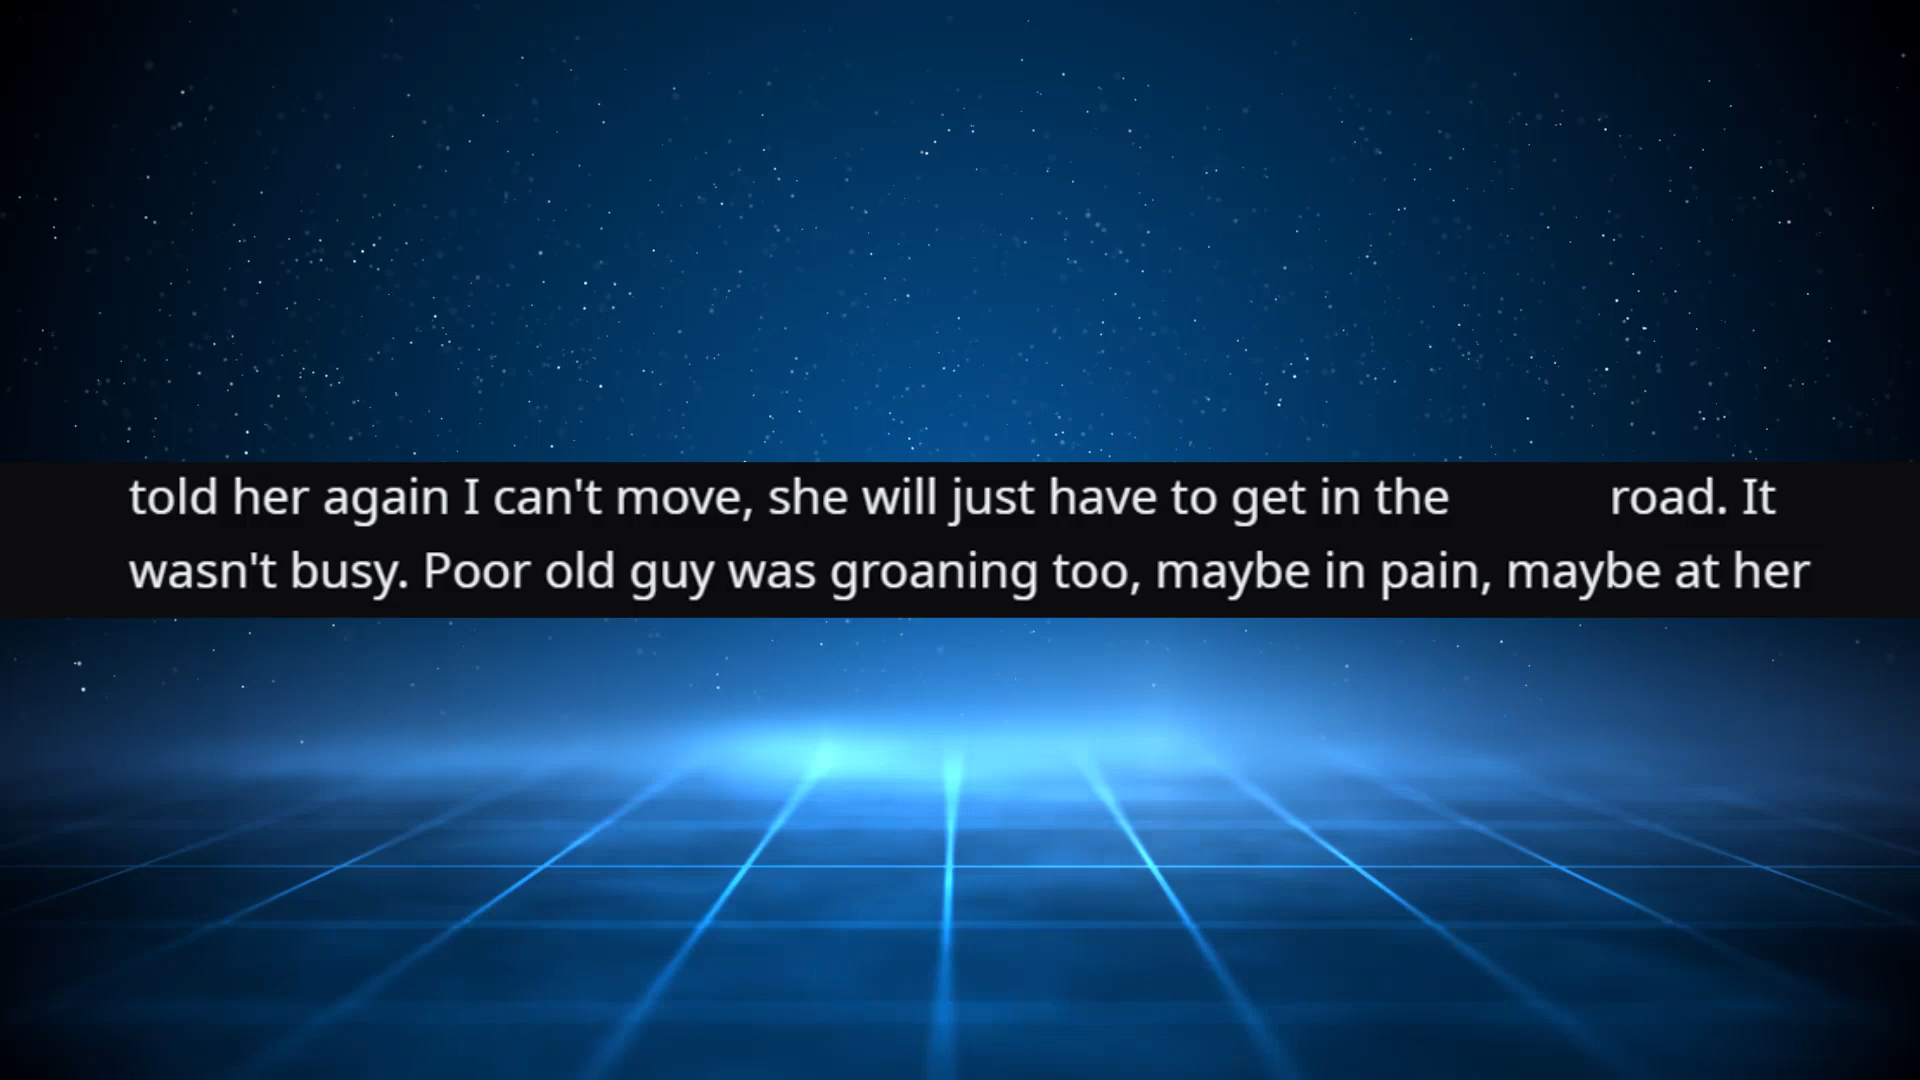 told her again I can't move, she will just have to get in the road. It
wasn't busy. Poor old guy was groaning too, maybe in pain, maybe at her